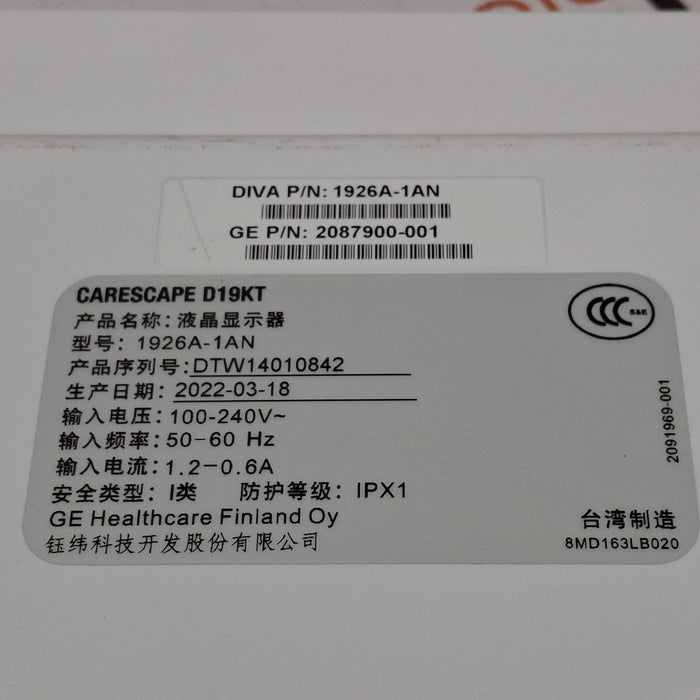 DIVA P/N: 1926A-1AN
GE P/N: 2087900-001
CARESCAPE D19KT
产品名称: 液晶显示器
型号: 1926A-1AN
产品序列号: DTW14010842
生产日期: 2022-03-18
输入电压: 100-240V~
输入频率: 50-60 Hz
输入电流: 1.2-0.6A
安全类型: I类 防护等级: IPX1
GE Healthcare Finland Oy
钰纬科技开发股份有限公司
CCC S&E
2091969-001
台湾制造
8MD163LB020